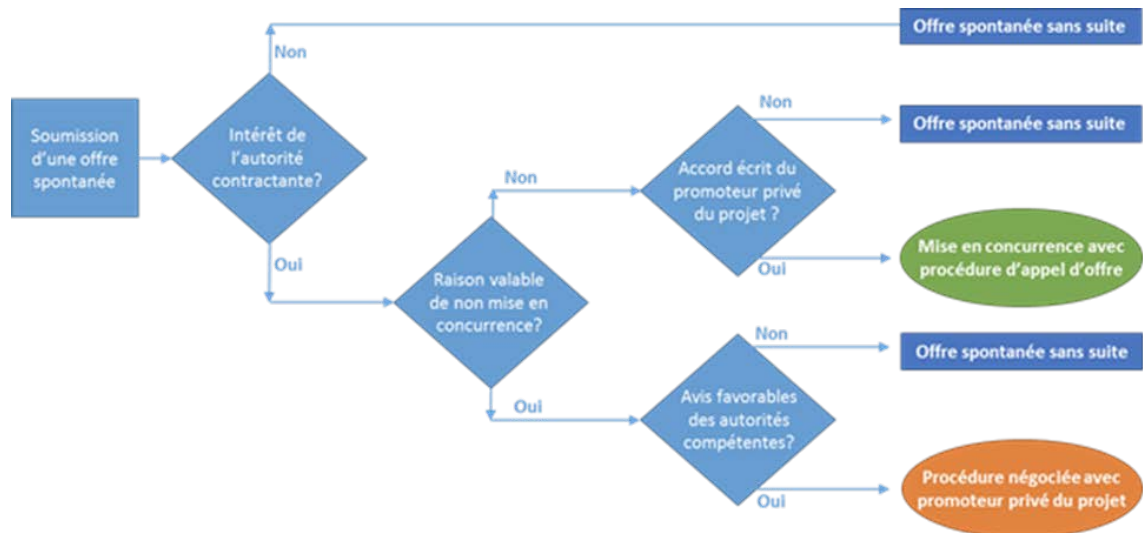 Offre spontanée sans suite
Non
Soumission
d'une offre
spontanée
Intérêt de
l'autorité
contractante?
Non
Offre spontanée sans suite
Accord écrit du
promoteur privé
du projet ?
Non
Oui
Mise en concurrence avec
procédure d'appel d'offre
Oui
Raison valable
de non mise en
concurrence?
Non
Offre spontanée sans suite
Oui
Avis favorables
des autorités
compétentes?
Oui
Procédure négociée avec
promoteur privé du projet